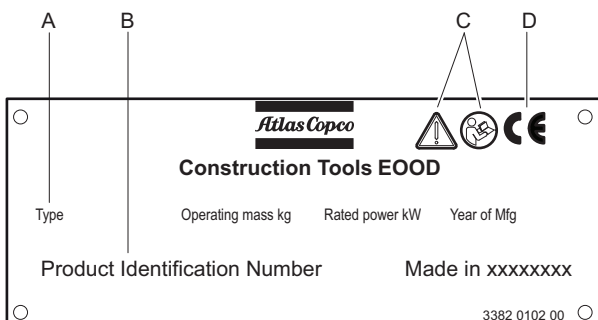 A B C D
Atlas Copco
Construction Tools EOOD
Type Operating mass kg Rated power kW Year of Mfg
Product Identification Number Made in xxxxxxxx
3382 0102 00